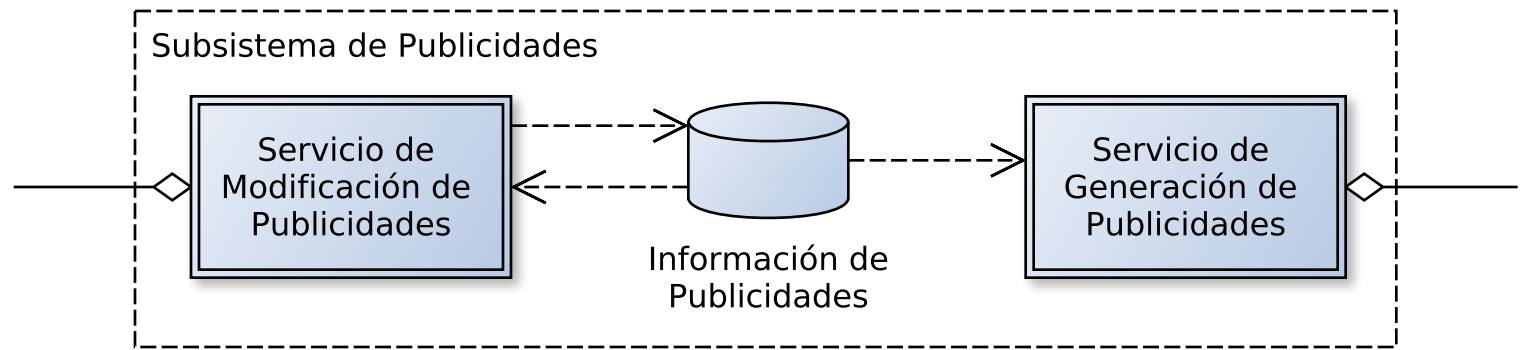 Subsistema de Publicidades
Servicio de
Modificación de
Publicidades
Información de
Publicidades
Servicio de
Generación de
Publicidades